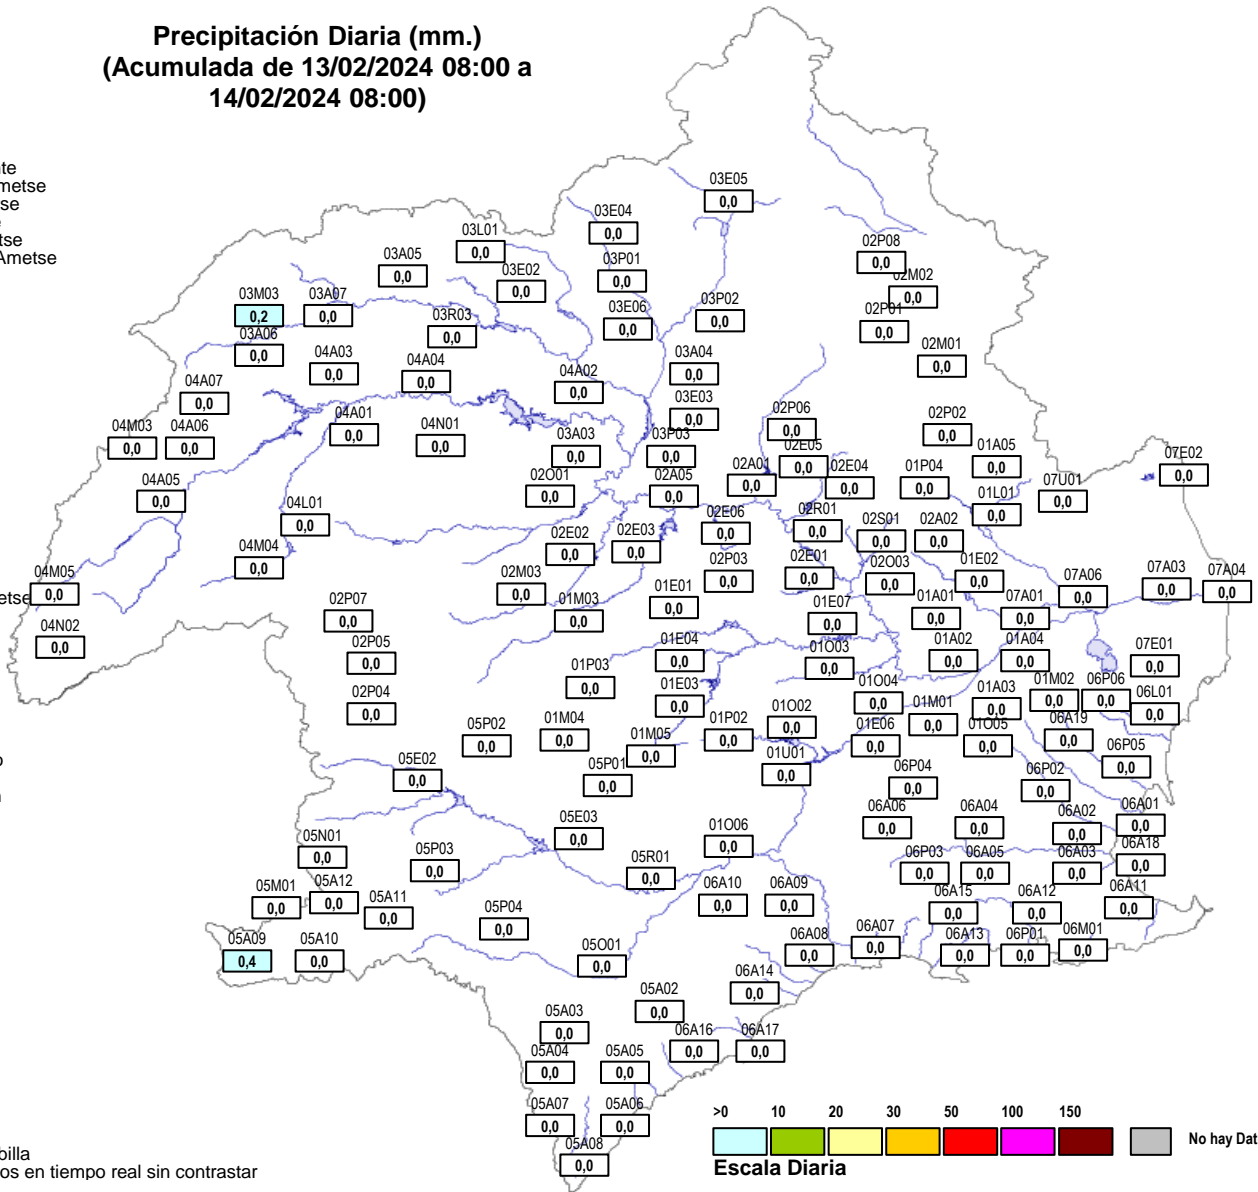 Precipitación Diaria (mm.)
(Acumulada de 13/02/2024 08:00 a
14/02/2024 08:00)
03E05
0,0
03E04
0,0
03L01
0,0
03A05
0,0
03E02
0,0
03P01
0,0
02P08
0,0
02M02
0,0
03M03
0,2
03A07
0,0
03R03
0,0
03E06
0,0
03P02
0,0
02P01
0,0
03A06
0,0
04A03
0,0
04A04
0,0
04A02
0,0
03A04
0,0
02M01
0,0
04A07
0,0
03E03
0,0
04M03
0,0
04A06
0,0
04A01
0,0
04N01
0,0
03A03
0,0
03P03
0,0
02P06
0,0
02P02
0,0
02E05
0,0
01A05
0,0
07E02
0,0
04A05
0,0
02O01
0,0
02A05
0,0
02A01
0,0
02E04
0,0
01P04
0,0
01L01
0,0
07U01
0,0
04L01
0,0
02E06
0,0
02R01
0,0
02S01
0,0
02A02
0,0
04M04
0,0
02E02
0,0
02E03
0,0
02P03
0,0
02E01
0,0
02O03
0,0
01E02
0,0
04M05
0,0
02M03
0,0
01E01
0,0
07A06
0,0
07A03
0,0
07A04
0,0
02P07
0,0
01M03
0,0
01E07
0,0
01A01
0,0
07A01
0,0
04N02
0,0
02P05
0,0
01E04
0,0
01O03
0,0
01A02
0,0
01A04
0,0
07E01
0,0
02P04
0,0
01P03
0,0
01E03
0,0
01O04
0,0
01A03
0,0
01M02
0,0
06P06
0,0
06L01
0,0
05P02
0,0
01M04
0,0
01M05
0,0
01P02
0,0
01O02
0,0
01E06
0,0
01M01
0,0
01O05
0,0
06A19
0,0
05E02
0,0
05P01
0,0
01U01
0,0
06P04
0,0
06P02
0,0
06P05
0,0
05E03
0,0
01O06
0,0
06A06
0,0
06A04
0,0
06A02
0,0
06A01
0,0
05N01
0,0
05P03
0,0
05R01
0,0
06P03
0,0
06A05
0,0
06A03
0,0
06A18
0,0
05M01
0,0
05A12
0,0
05A11
0,0
06A10
0,0
06A09
0,0
06A15
0,0
06A12
0,0
06A11
0,0
05A09
0,4
05A10
0,0
05P04
0,0
05O01
0,0
06A08
0,0
06A07
0,0
06A13
0,0
06P01
0,0
06M01
0,0
05A02
0,0
06A14
0,0
05A03
0,0
06A16
0,0
06A17
0,0
05A04
0,0
05A05
0,0
05A07
0,0
05A06
0,0
05A08
0,0
>0 10 20 30 50 100 150
No hay Dat
Escala Diaria
te
metse
se
tse
Ametse
etse
billa
os en tiempo real sin contrastar